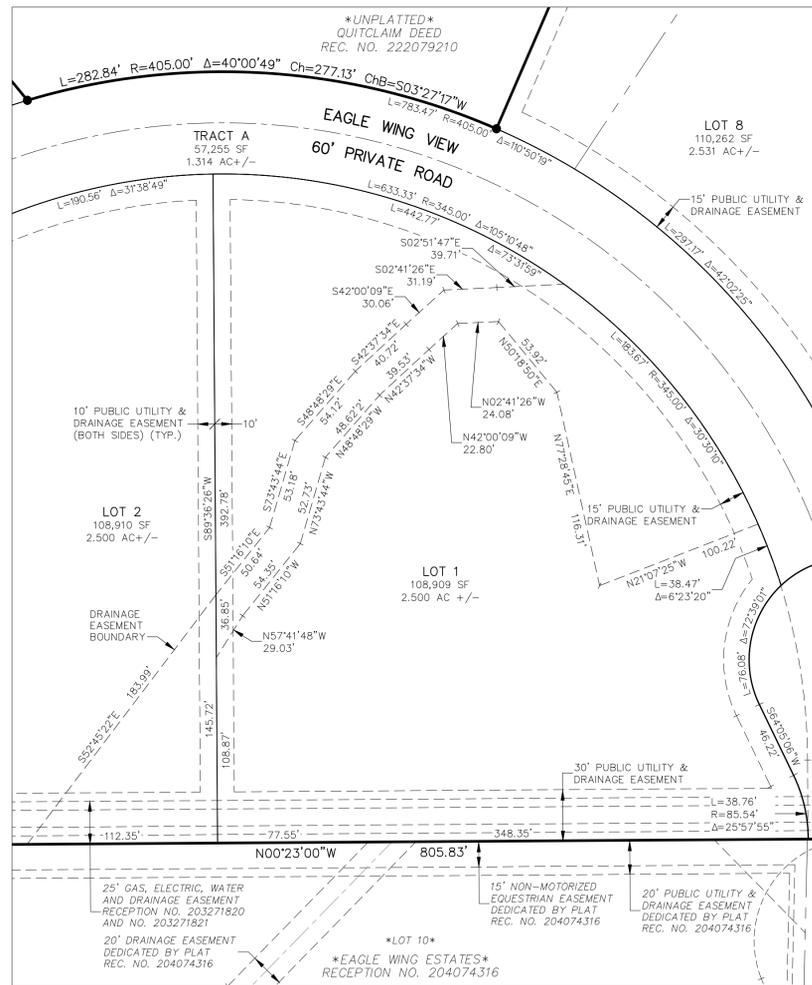 *UNPLATTED*
QUITCLAIM DEED
REC. NO. 222079210
L=282.84' R=405.00' Δ=40°00'49" Ch=277.13' ChB=S03°27'17"W
L=783.47' R=405.00' Δ=110°50'19"
EAGLE WING VIEW
60' PRIVATE ROAD
TRACT A
57,255 SF
1.314 AC+/-
LOT 8
110,262 SF
2.531 AC+/-
15' PUBLIC UTILITY &
DRAINAGE EASEMENT
L=297.17' Δ=42°02'25"
L=190.56' Δ=31°38'49"
L=633.33' R=345.00' Δ=105°10'48"
L=442.77' Δ=73°31'59"
S02°51'47"E
39.71'
S02°41'26"E
31.19'
S42°00'09"E
30.06'
S42°37'34"E
40.72'
39.53'
N42°37'34"W
S48°48'29"E
54.12'
48.62'2'
N48°48'29"W
53.92'
N50°18'50"E
N02°41'26"W
24.08'
N42°00'09"W
22.80'
L=183.67' R=345.00' Δ=30°30'10"
10' PUBLIC UTILITY &
DRAINAGE EASEMENT
(BOTH SIDES) (TYP.)
10'
S89°36'26"W
392.78'
S73°43'44"E
53.18'
52.73'
N73°43'44"W
N77°28'45"E
116.31'
15' PUBLIC UTILITY &
DRAINAGE EASEMENT
LOT 2
108,910 SF
2.500 AC+/-
S51°16'10"E
50.64'
54.35'
N51°16'10"W
LOT 1
108,909 SF
2.500 AC +/-
N21°07'25"W 100.22'
L=38.47'
Δ=6°23'20"
DRAINAGE
EASEMENT
BOUNDARY
36.85'
N57°41'48"W
29.03'
L=76.08' Δ=72°39'01"
S52°45'22"E 183.99'
145.72'
108.87'
S64°05'06"W
46.22'
30' PUBLIC UTILITY &
DRAINAGE EASEMENT
L=38.76'
R=85.54'
Δ=25°57'55"
112.35'
77.55'
348.35'
N00°23'00"W 805.83'
25' GAS, ELECTRIC, WATER
AND DRAINAGE EASEMENT
RECEPTION NO. 203271820
AND NO. 203271821
15' NON-MOTORIZED
EQUESTRIAN EASEMENT
DEDICATED BY PLAT
REC. NO. 204074316
20' PUBLIC UTILITY &
DRAINAGE EASEMENT
DEDICATED BY PLAT
REC. NO. 204074316
20' DRAINAGE EASEMENT
DEDICATED BY PLAT
REC. NO. 204074316
*LOT 10*
*EAGLE WING ESTATES*
RECEPTION NO. 204074316